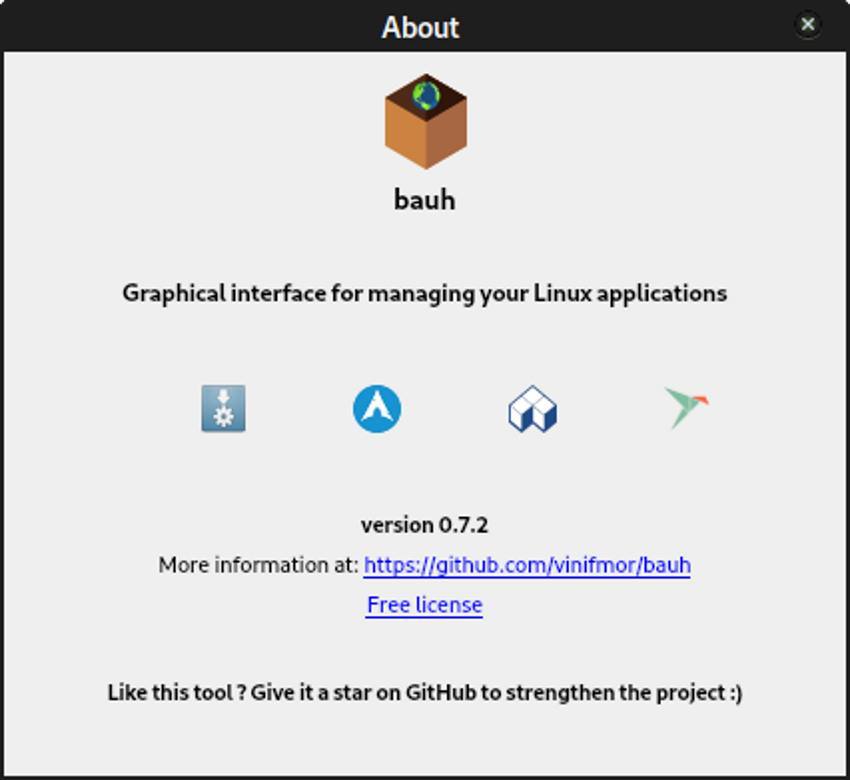 About
bauh
Graphical interface for managing your Linux applications
version 0.7.2
More information at: https://github.com/vinifmor/bauh
Free license
Like this tool ? Give it a star on GitHub to strengthen the project :)